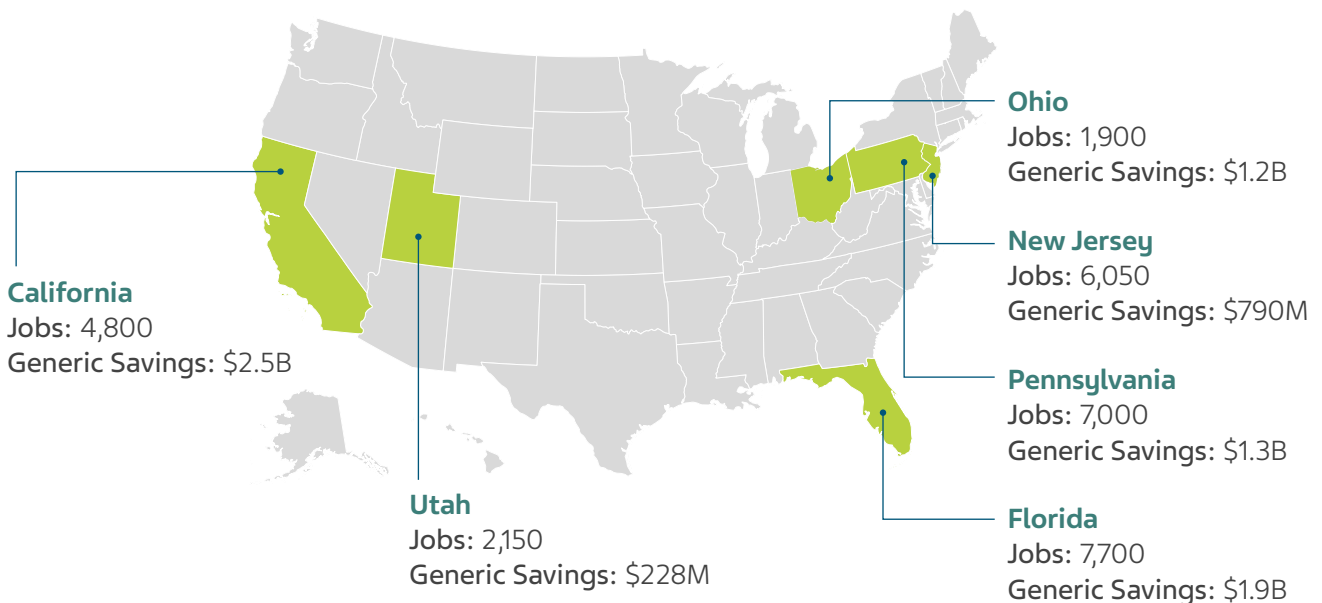 Ohio
Jobs: 1,900
Generic Savings: $1.2B
New Jersey
Jobs: 6,050
Generic Savings: $790M
California
Jobs: 4,800
Generic Savings: $2.5B
Pennsylvania
Jobs: 7,000
Generic Savings: $1.3B
Utah
Jobs: 2,150
Generic Savings: $228M
Florida
Jobs: 7,700
Generic Savings: $1.9B